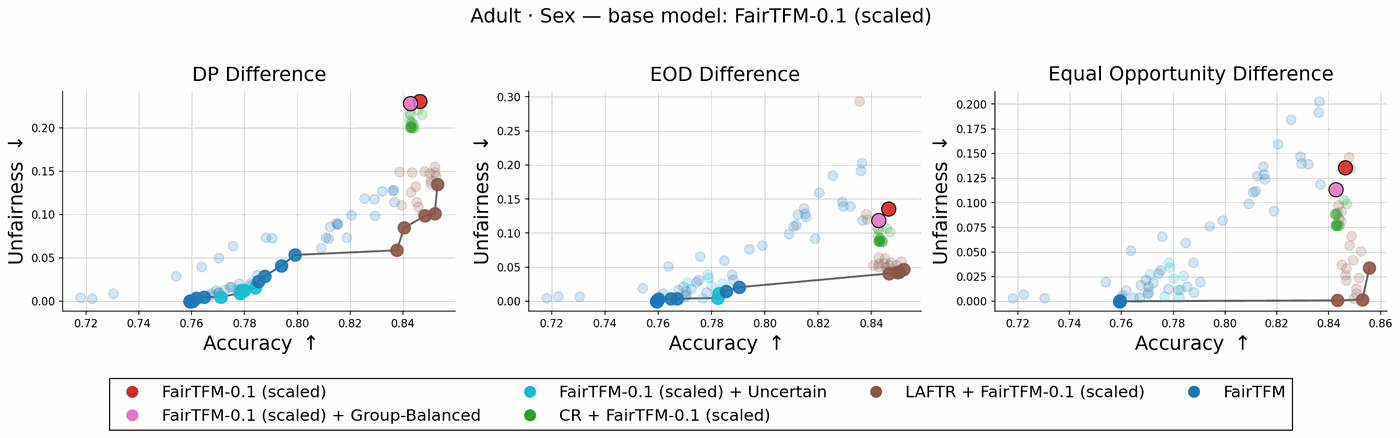 Adult · Sex — base model: FairTFM-0.1 (scaled)
DP Difference
EOD Difference
Equal Opportunity Difference
Unfairness ↓
0.20
0.15
0.10
0.05
0.00
0.72 0.74 0.76 0.78 0.80 0.82 0.84
Accuracy ↑
Unfairness ↓
0.30
0.25
0.20
0.15
0.10
0.05
0.00
0.72 0.74 0.76 0.78 0.80 0.82 0.84
Accuracy ↑
Unfairness ↓
0.200
0.175
0.150
0.125
0.100
0.075
0.050
0.025
0.000
0.72 0.74 0.76 0.78 0.80 0.82 0.84 0.86
Accuracy ↑
FairTFM-0.1 (scaled)
FairTFM-0.1 (scaled) + Group-Balanced
FairTFM-0.1 (scaled) + Uncertain
CR + FairTFM-0.1 (scaled)
LAFTR + FairTFM-0.1 (scaled)
FairTFM